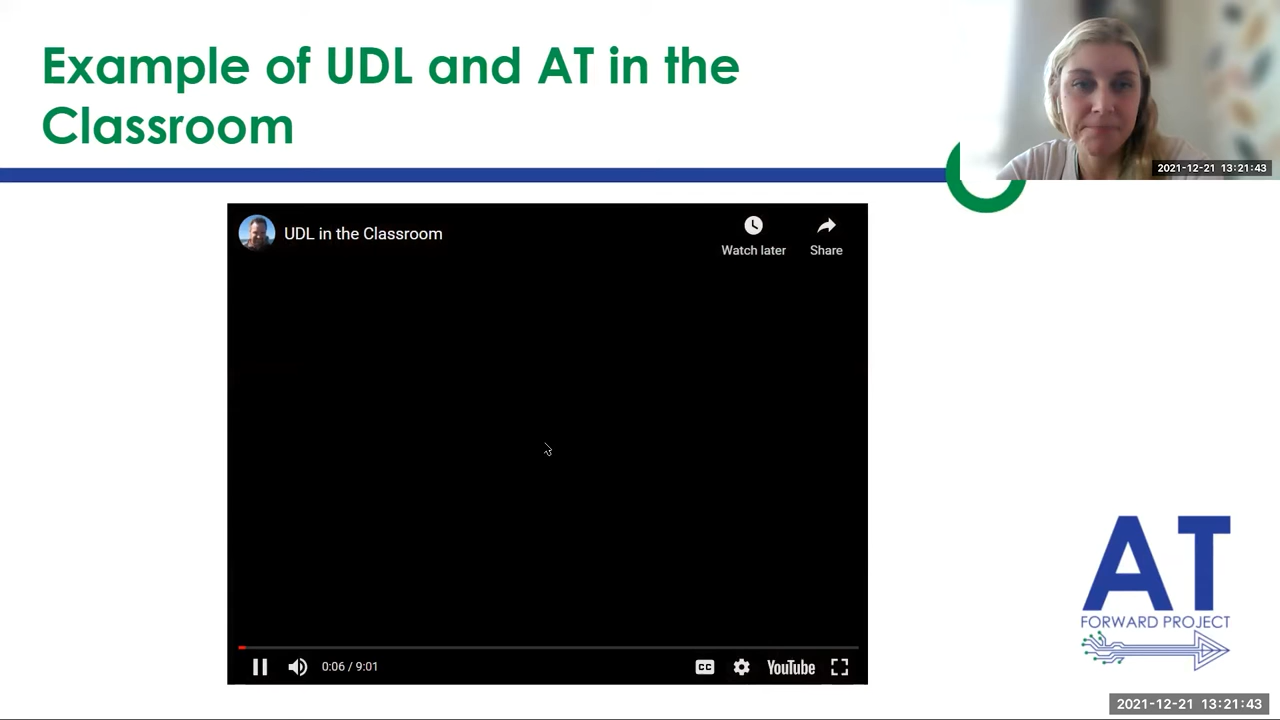 Example of UDL and AT in the
Classroom
2021-12-21 13:21:43
UDL in the Classroom
Watch later
Share
AT
FORWARD PROJECT
0:06 / 9:01
CC
YouTube
2021-12-21 13:21:43